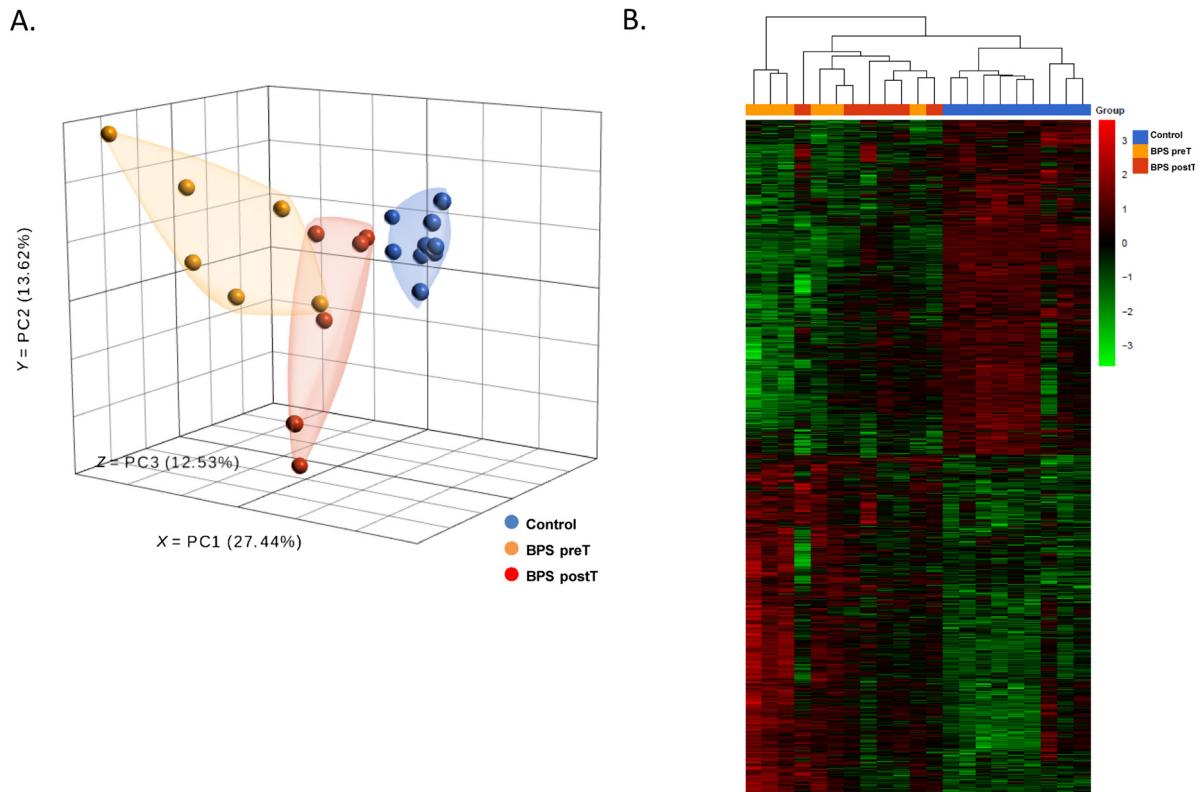 A.
Y = PC2 (13.62%)
Z = PC3 (12.53%)
X = PC1 (27.44%)
Control
BPS preT
BPS postT
B.
Group
3
2
1
0
−1
−2
−3
Control
BPS preT
BPS postT